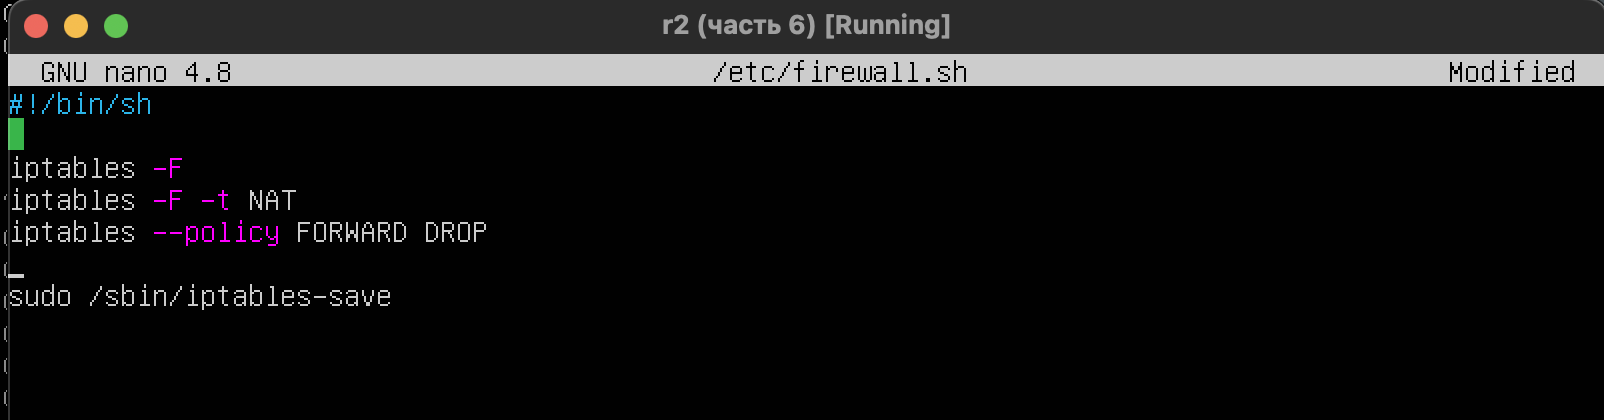 r2 (часть 6) [Running]
GNU nano 4.8 /etc/firewall.sh Modified
#!/bin/sh
iptables -F
iptables -F -t NAT
iptables --policy FORWARD DROP
sudo /sbin/iptables-save